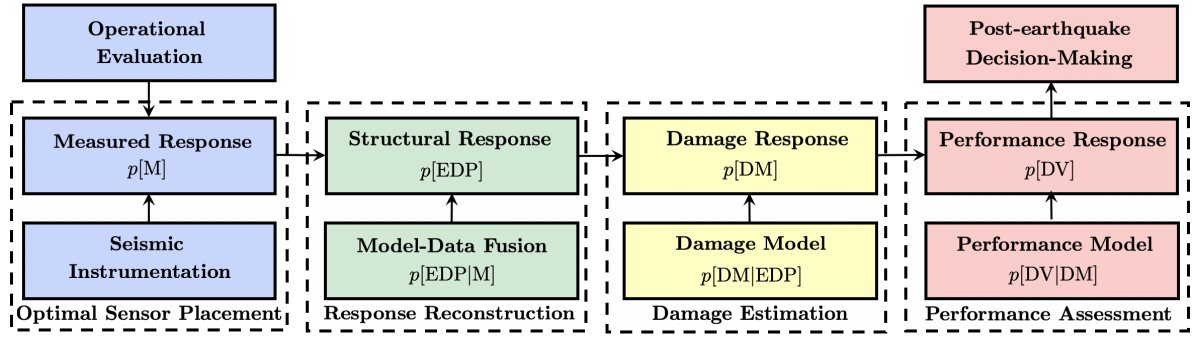 Operational
Evaluation
Post-earthquake
Decision-Making
Measured Response
p[M]
Structural Response
p[EDP]
Damage Response
p[DM]
Performance Response
p[DV]
Seismic
Instrumentation
Model-Data Fusion
p[EDP|M]
Damage Model
p[DM|EDP]
Performance Model
p[DV|DM]
Optimal Sensor Placement
Response Reconstruction
Damage Estimation
Performance Assessment